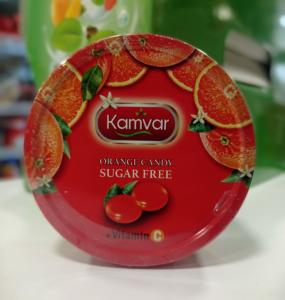 Kamvar
ORANGE CANDY
SUGAR FREE
+Vitamin C